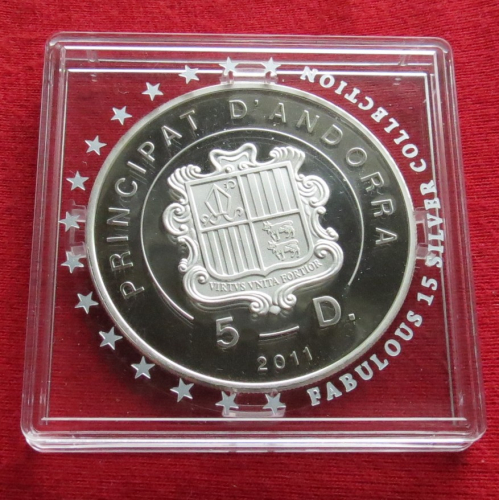 PRINCIPAT D'ANDORRA
VIRTVS VNITA FORTIOR
5 D.
2011
FABULOUS 15 SILVER COLLECTION